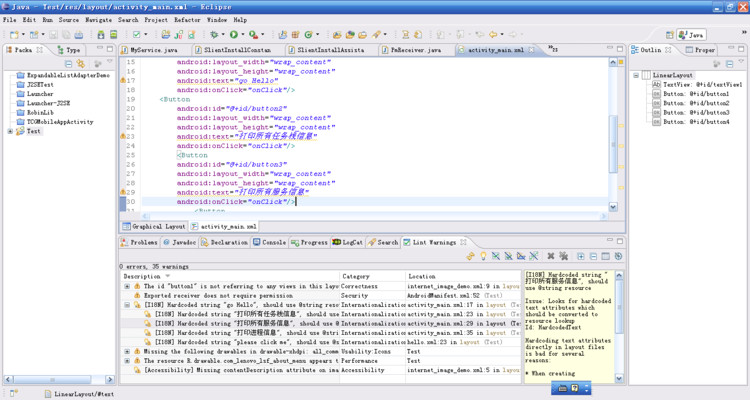 Java - Test/res/layout/activity_main.xml - Eclipse
File Edit Run Source Navigate Search Project Refactor Window Help
Java
Packa
Type
ExpandableListAdapterDemo
J2SETest
Launcher
Launcher-J2SE
RobinLib
TCGMobileAppActivity
Test
MyService.java
SlientInstallConstan
SlientInstallAssista
PmReceiver.java
activity_main.xml
15 android:layout_width="wrap_content"
16 android:layout_height="wrap_content"
17 android:text="go Hello"
18 android:onClick="onClick"/>
19 <Button
20 android:id="@+id/button2"
21 android:layout_width="wrap_content"
22 android:layout_height="wrap_content"
23 android:text="打印所有任务栈信息"
24 android:onClick="onClick"/>
25 <Button
26 android:id="@+id/button3"
27 android:layout_width="wrap_content"
28 android:layout_height="wrap_content"
29 android:text="打印所有服务信息"
30 android:onClick="onClick"/>
31 <Button
Graphical Layout
activity_main.xml
Outlin
Proper
LinearLayout
TextView: @+id/textView1
Button: @+id/button1
Button: @+id/button2
Button: @+id/button3
Button: @+id/button4
Problems
Javadoc
Declaration
Console
Progress
LogCat
Search
Lint Warnings
0 errors, 35 warnings
Description Category Location
The id "button1" is not referring to any views in this layo Correctness internet_image_demo.xml:9 in layou
Exported receiver does not require permission Security AndroidManifest.xml:52 (Test)
[I18N] Hardcoded string "go Hello", should use @string reso Internationalizatio activity_main.xml:17 in layout (Te
[I18N] Hardcoded string "打印所有任务栈信息", should use Internationalizatio activity_main.xml:23 in layout
[I18N] Hardcoded string "打印所有服务信息", should use @ Internationalizatio activity_main.xml:29 in layout
[I18N] Hardcoded string "打印进程信息", should use @stri Internationalizatio activity_main.xml:35 in layout
[I18N] Hardcoded string "please click me", should use @ Internationalizatio hello.xml:23 in layout
Missing the following drawables in drawable-xhdpi: all_comm Usability:Icons Test
The resource R.drawable.com_lenovo_lsf_about_menu appears t Performance Test
[Accessibility] Missing contentDescription attribute on ima Accessibility internet_image_demo.xml:5 in layou
[I18N] Hardcoded string "
打印所有服务信息", should
use @string resource
Issue: Looks for hardcoded
text attributes which
should be converted to
resource lookup
Id: HardcodedText
Hardcoding text attributes
directly in layout files
is bad for several
reasons:
* When creating
LinearLayout/@text